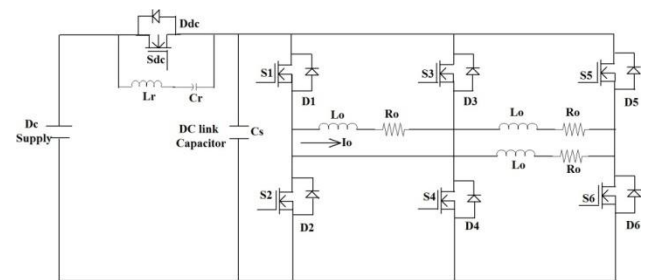 Ddc
Sdc
Lr
Cr
Dc
Supply
DC link
Capacitor
Cs
S1
D1
S3
D3
S5
D5
Lo
Ro
Io
Lo
Ro
Lo
Ro
S2
D2
S4
D4
S6
D6